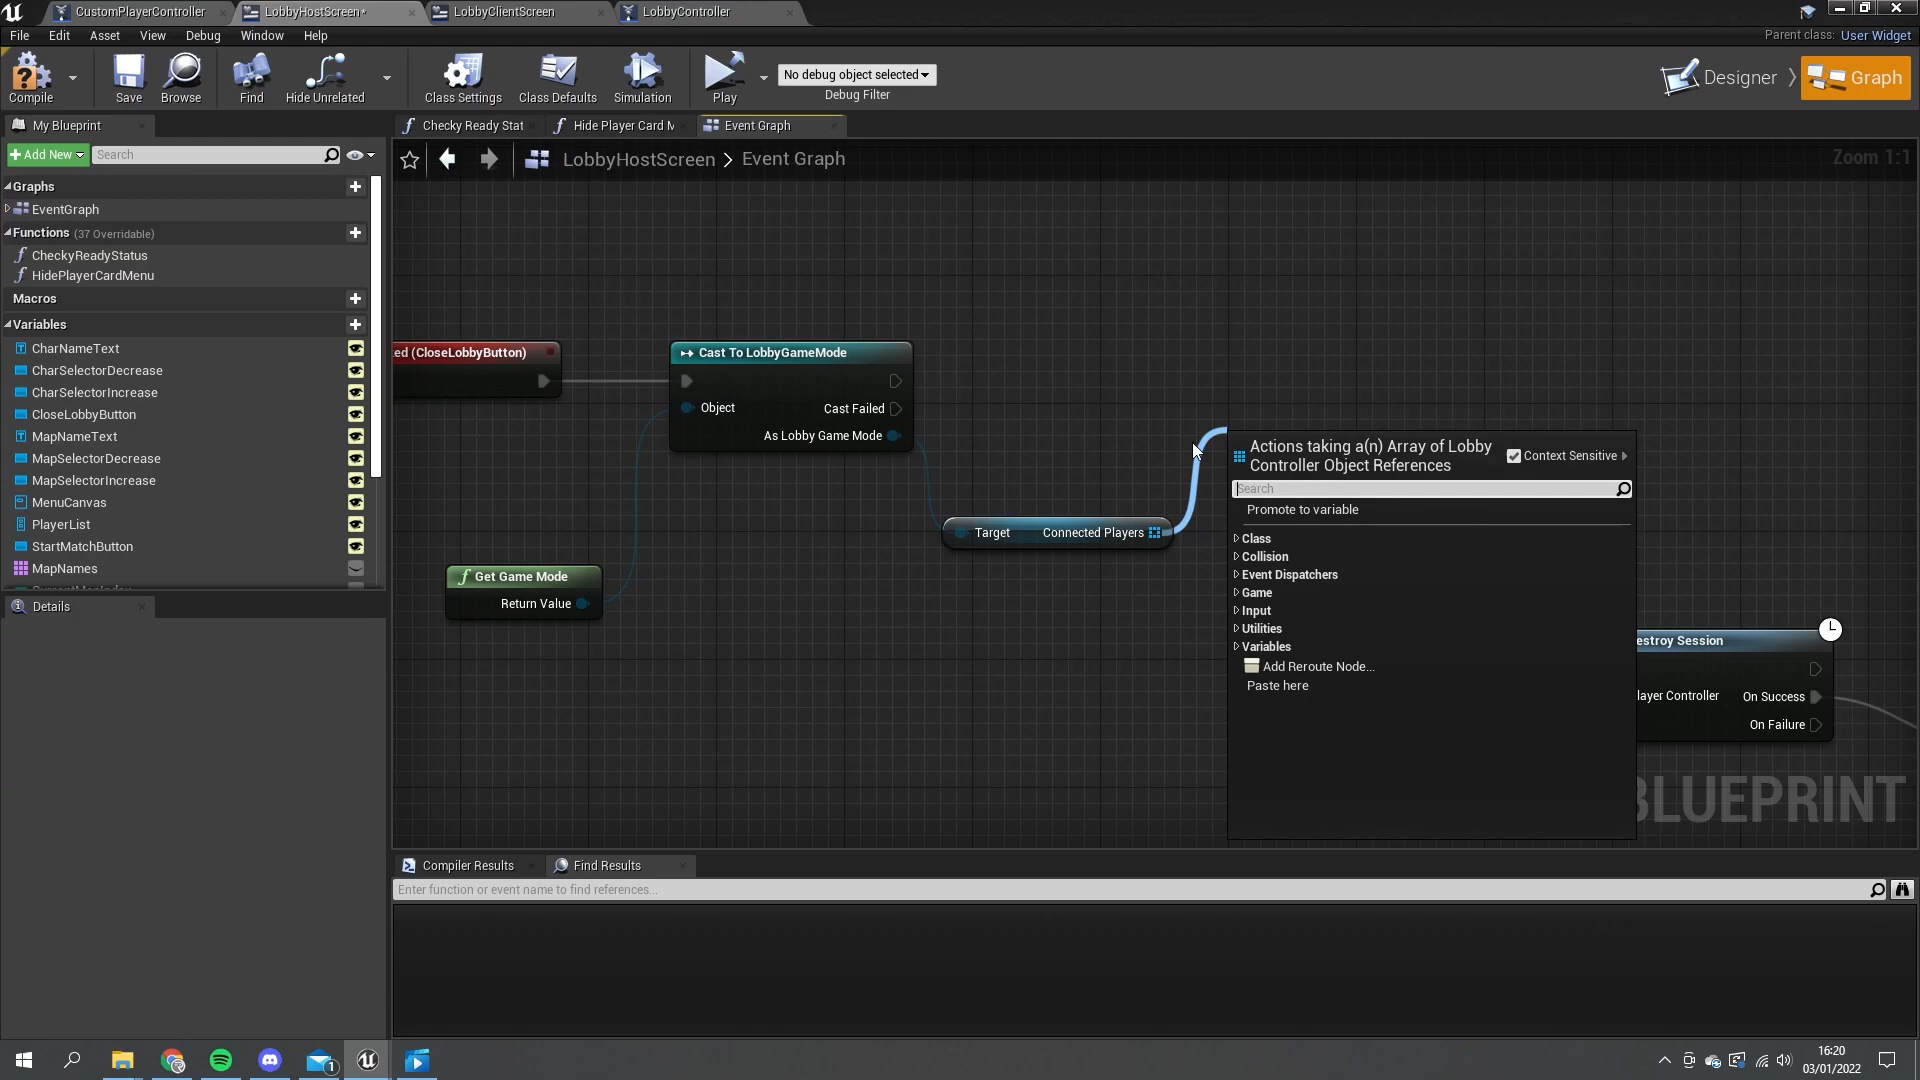 CustomPlayerController
LobbyHostScreen*
LobbyClientScreen
LobbyController
File Edit Asset View Debug Window Help
Parent class: User Widget
Compile
Save
Browse
Find
Hide Unrelated
Class Settings
Class Defaults
Simulation
Play
No debug object selected
Debug Filter
Designer
Graph
My Blueprint
Checky Ready Stat
Hide Player Card M
Event Graph
Add New
Search
LobbyHostScreen > Event Graph
Zoom 1:1
Graphs
EventGraph
Functions (37 Overridable)
CheckyReadyStatus
HidePlayerCardMenu
Macros
Variables
CharNameText
CharSelectorDecrease
CharSelectorIncrease
CloseLobbyButton
MapNameText
MapSelectorDecrease
MapSelectorIncrease
MenuCanvas
PlayerList
StartMatchButton
MapNames
Details
ed (CloseLobbyButton)
Cast To LobbyGameMode
Object
Cast Failed
As Lobby Game Mode
Target
Connected Players
Get Game Mode
Return Value
Actions taking a(n) Array of Lobby
Controller Object References
Context Sensitive
Search
Promote to variable
Class
Collision
Event Dispatchers
Game
Input
Utilities
Variables
Add Reroute Node...
Paste here
estroy Session
layer Controller
On Success
On Failure
BLUEPRINT
Compiler Results
Find Results
Enter function or event name to find references...
1
16:20
03/01/2022